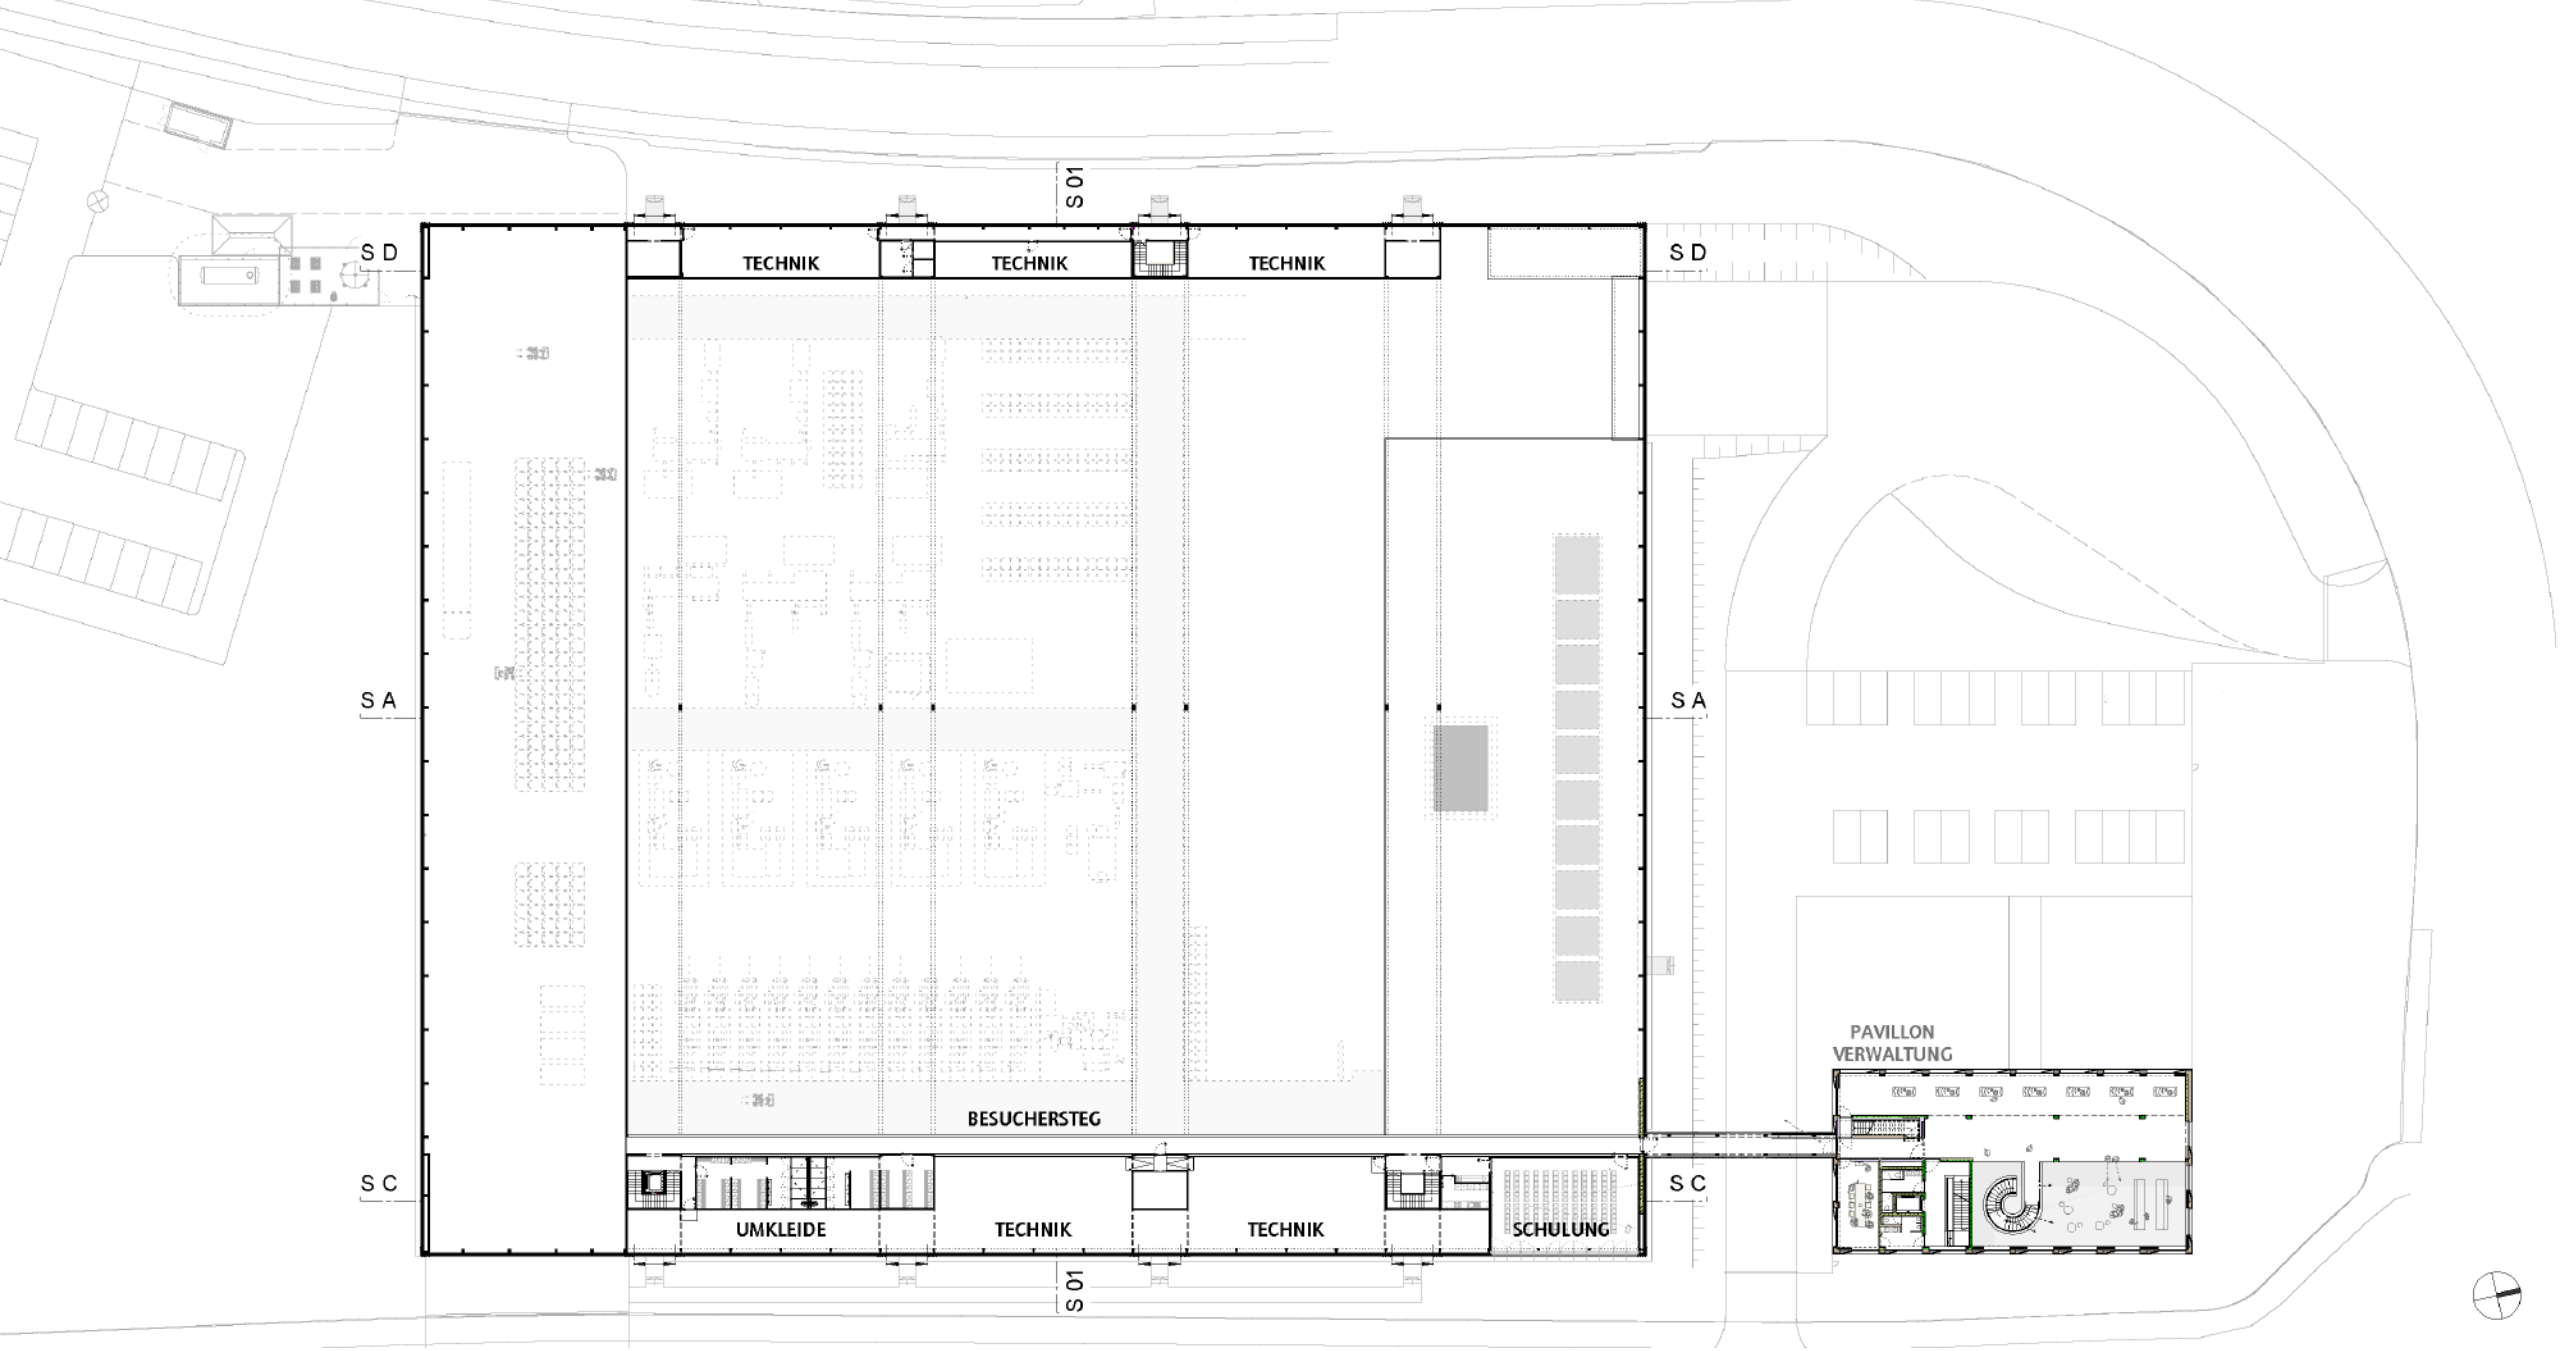 S 01
S D
S D
TECHNIK
TECHNIK
TECHNIK
S A
S A
PAVILLON
VERWALTUNG
BESUCHERSTEG
S C
S C
UMKLEIDE
TECHNIK
TECHNIK
SCHULUNG
S 01